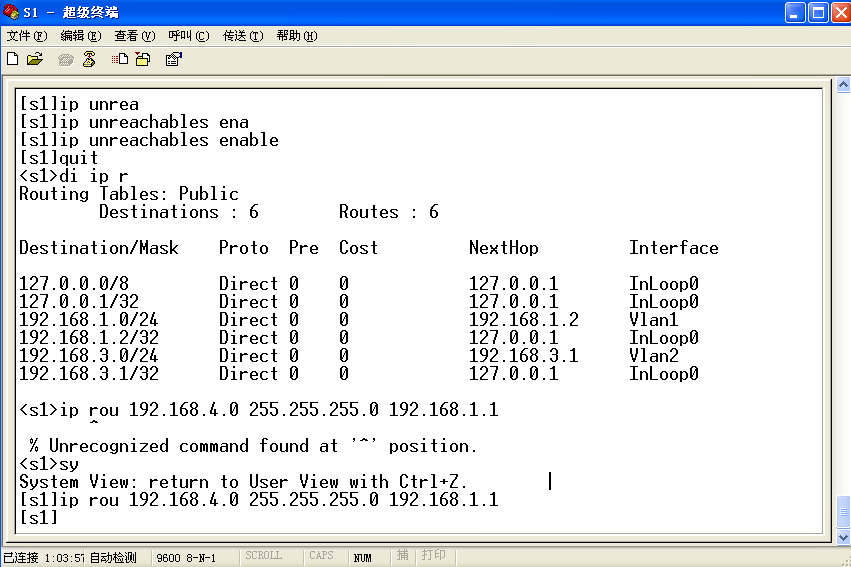 S1 - 超级终端
文件(F) 编辑(E) 查看(V) 呼叫(C) 传送(T) 帮助(H)
[s1]ip unrea
[s1]ip unreachables ena
[s1]ip unreachables enable
[s1]quit
<s1>di ip r
Routing Tables: Public
Destinations : 6 Routes : 6
Destination/Mask Proto Pre Cost NextHop Interface
127.0.0.0/8 Direct 0 0 127.0.0.1 InLoop0
127.0.0.1/32 Direct 0 0 127.0.0.1 InLoop0
192.168.1.0/24 Direct 0 0 192.168.1.2 Vlan1
192.168.1.2/32 Direct 0 0 127.0.0.1 InLoop0
192.168.3.0/24 Direct 0 0 192.168.3.1 Vlan2
192.168.3.1/32 Direct 0 0 127.0.0.1 InLoop0
<s1>ip rou 192.168.4.0 255.255.255.0 192.168.1.1
^
% Unrecognized command found at '^' position.
<s1>sy
System View: return to User View with Ctrl+Z.
[s1]ip rou 192.168.4.0 255.255.255.0 192.168.1.1
[s1]
已连接 1:03:57 自动检测 9600 8-N-1 SCROLL CAPS NUM 捕 打印